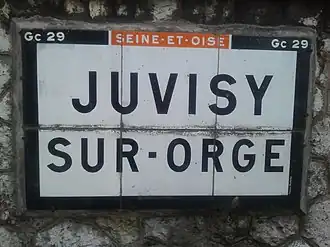 Gc 29 SEINE-ET-OISE Gc 29
JUVISY
SUR-ORGE